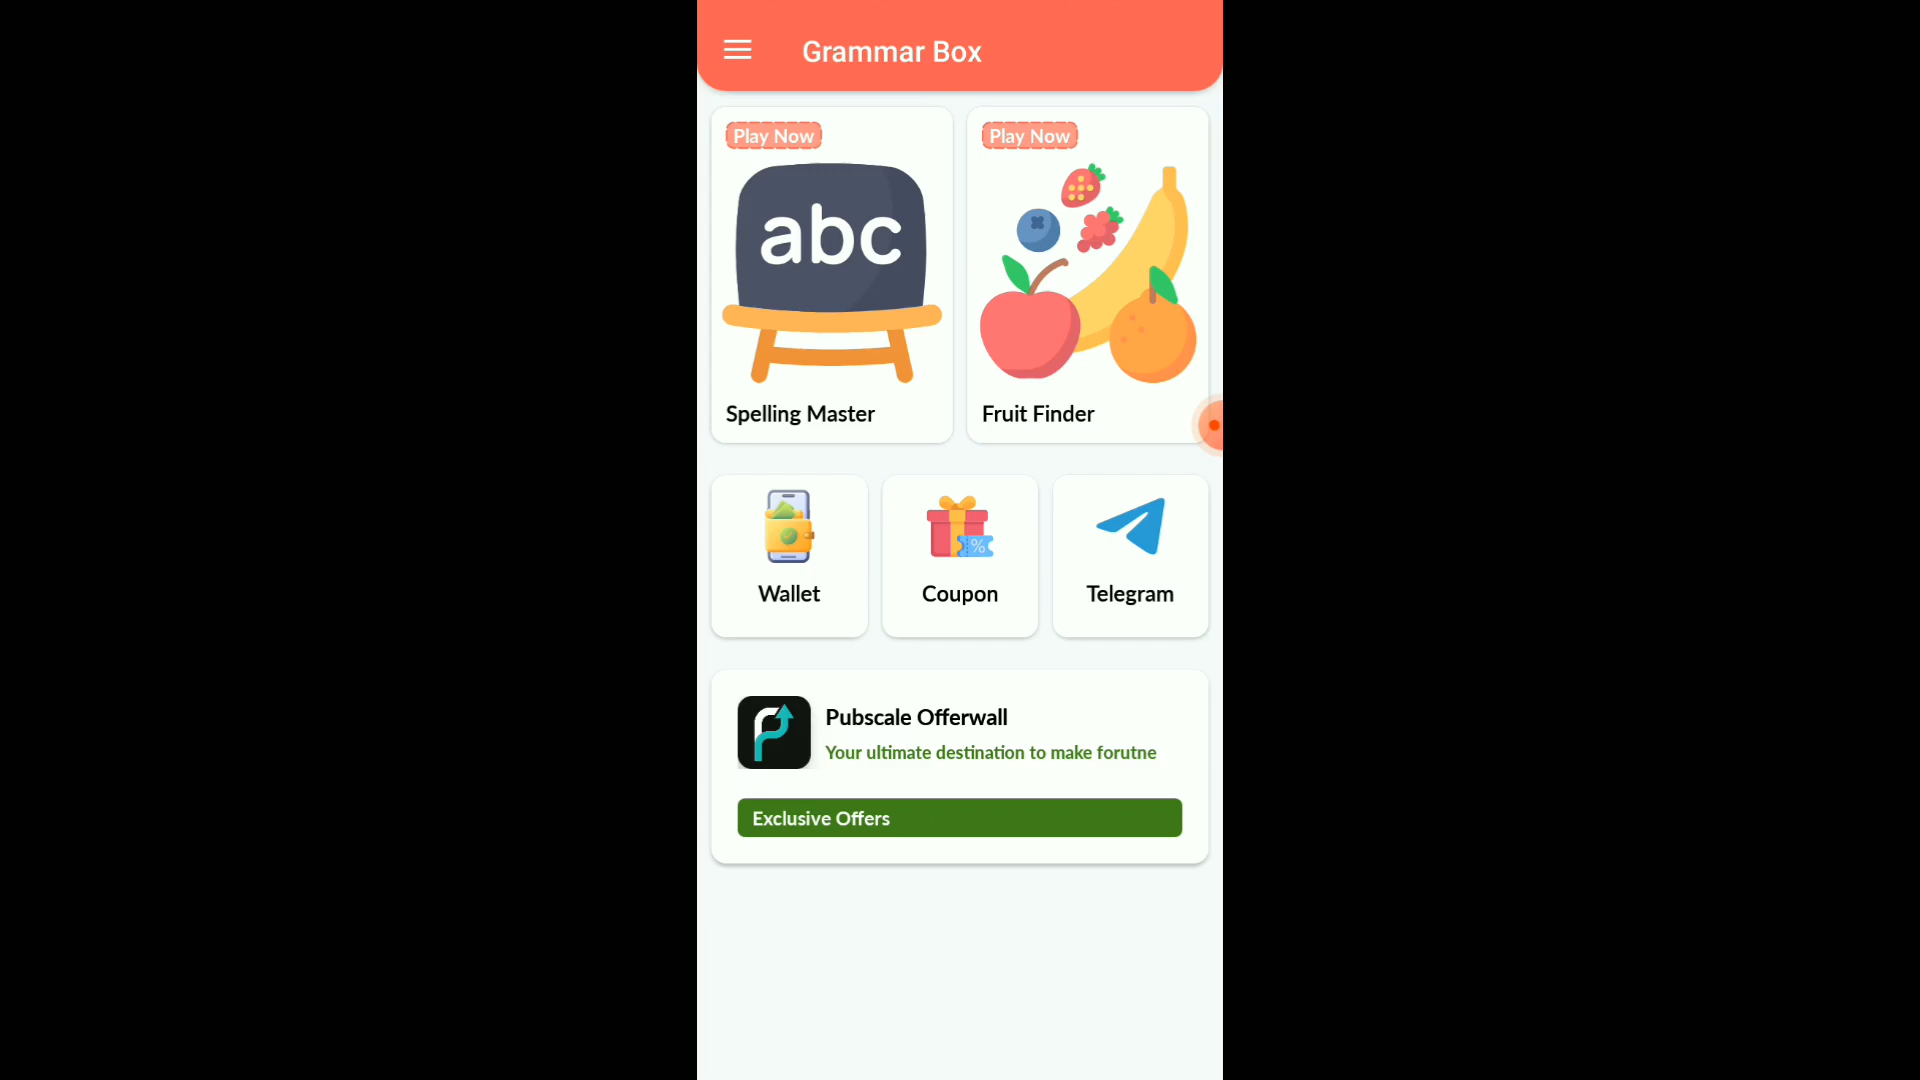 Grammar Box
Play Now
Play Now
abc
Spelling Master
Fruit Finder
%
Wallet
Coupon
Telegram
Pubscale Offerwall
Your ultimate destination to make forutne
Exclusive Offers